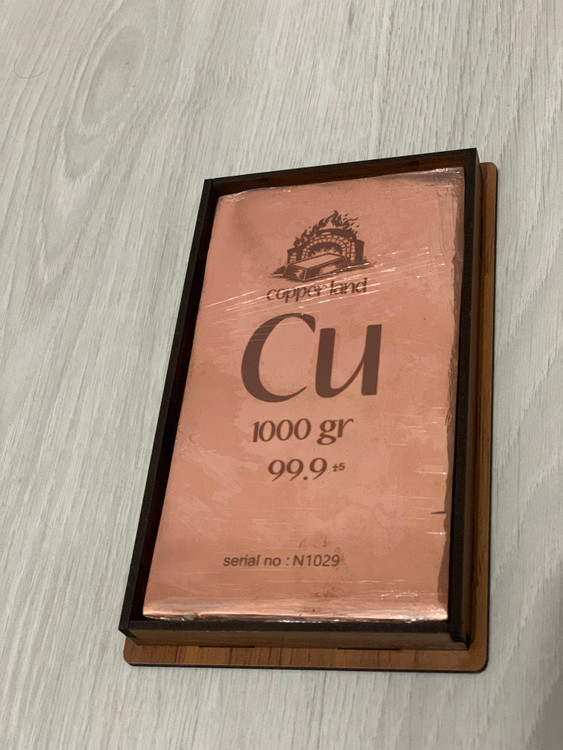 copper land
Cu
1000 gr
99.9 ±5
serial no : N1029